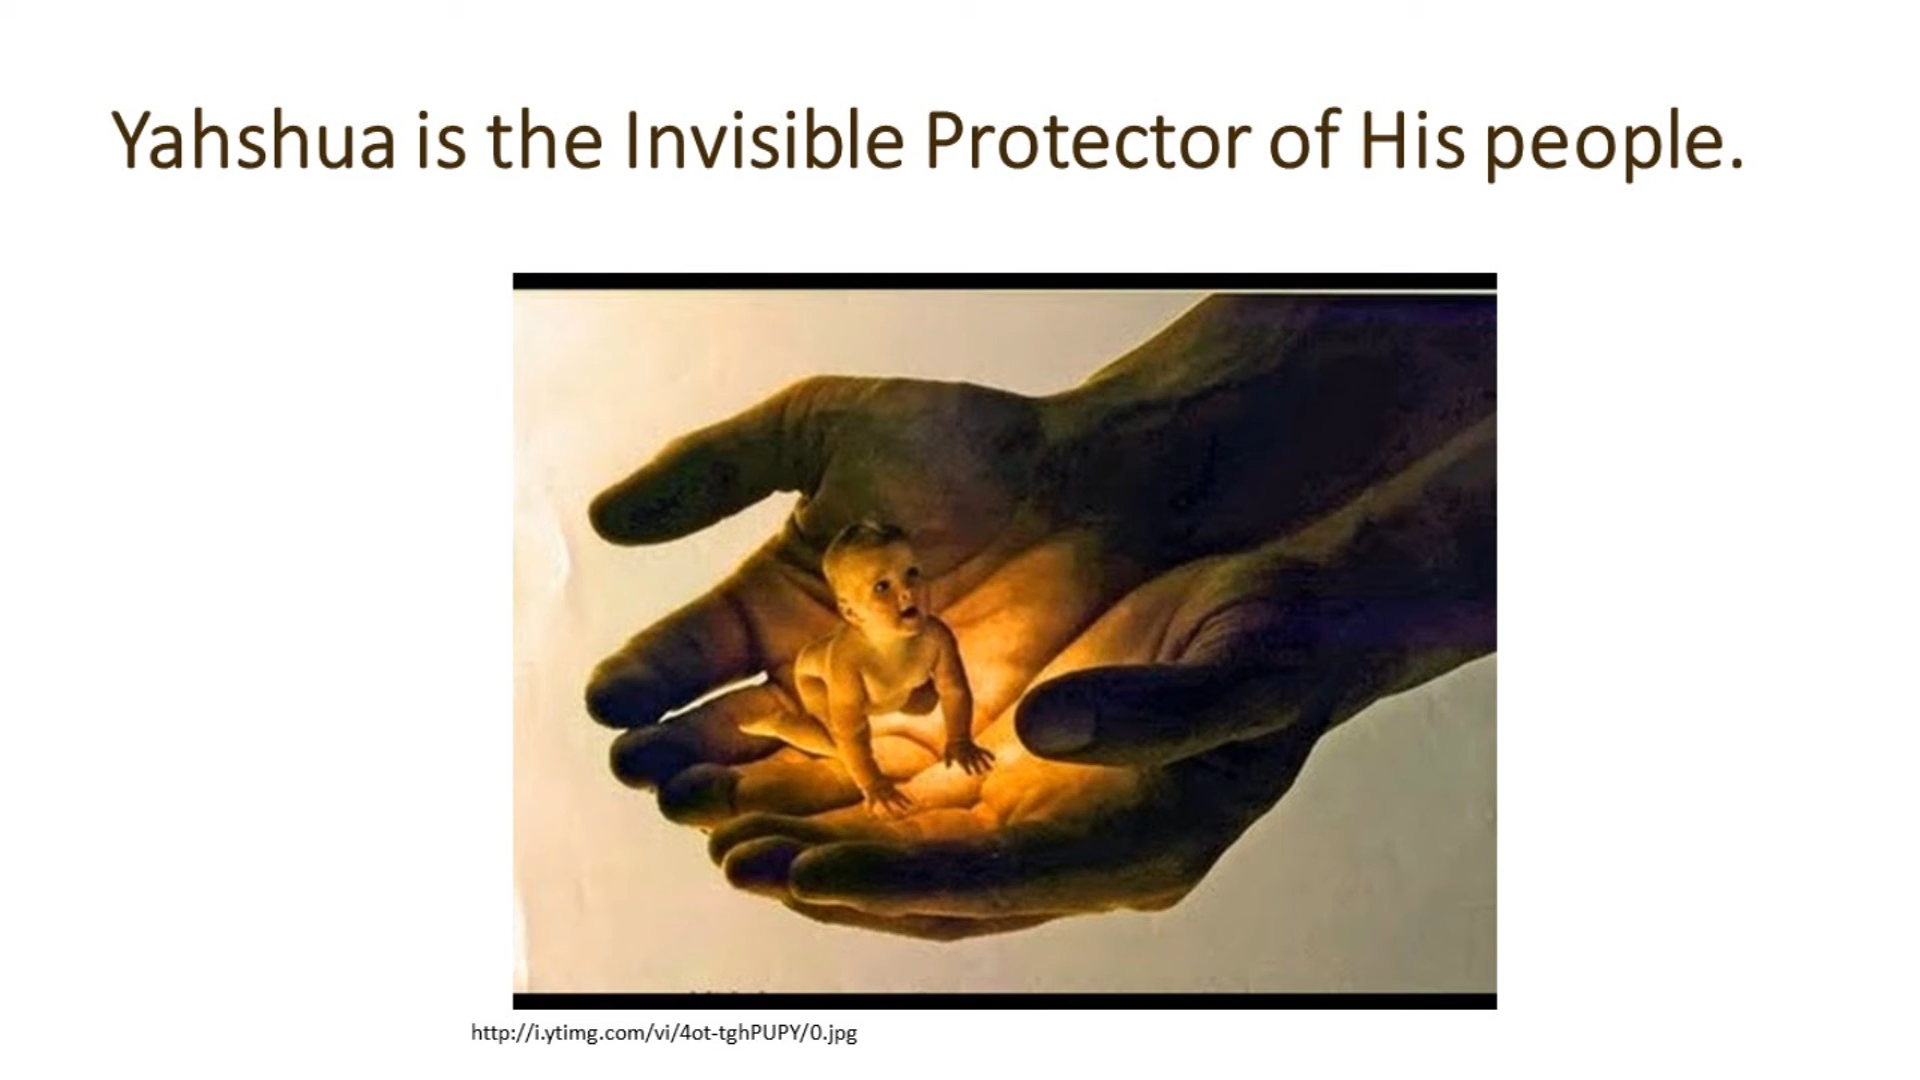 Yahshua is the Invisible Protector of His people.
http://i.ytimg.com/vi/4ot-tghPUPY/0.jpg